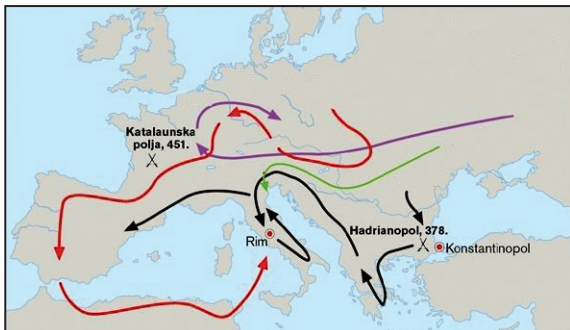 Katalaunska
polja, 451.
Rim
Hadrianopol, 378.
Konstantinopol